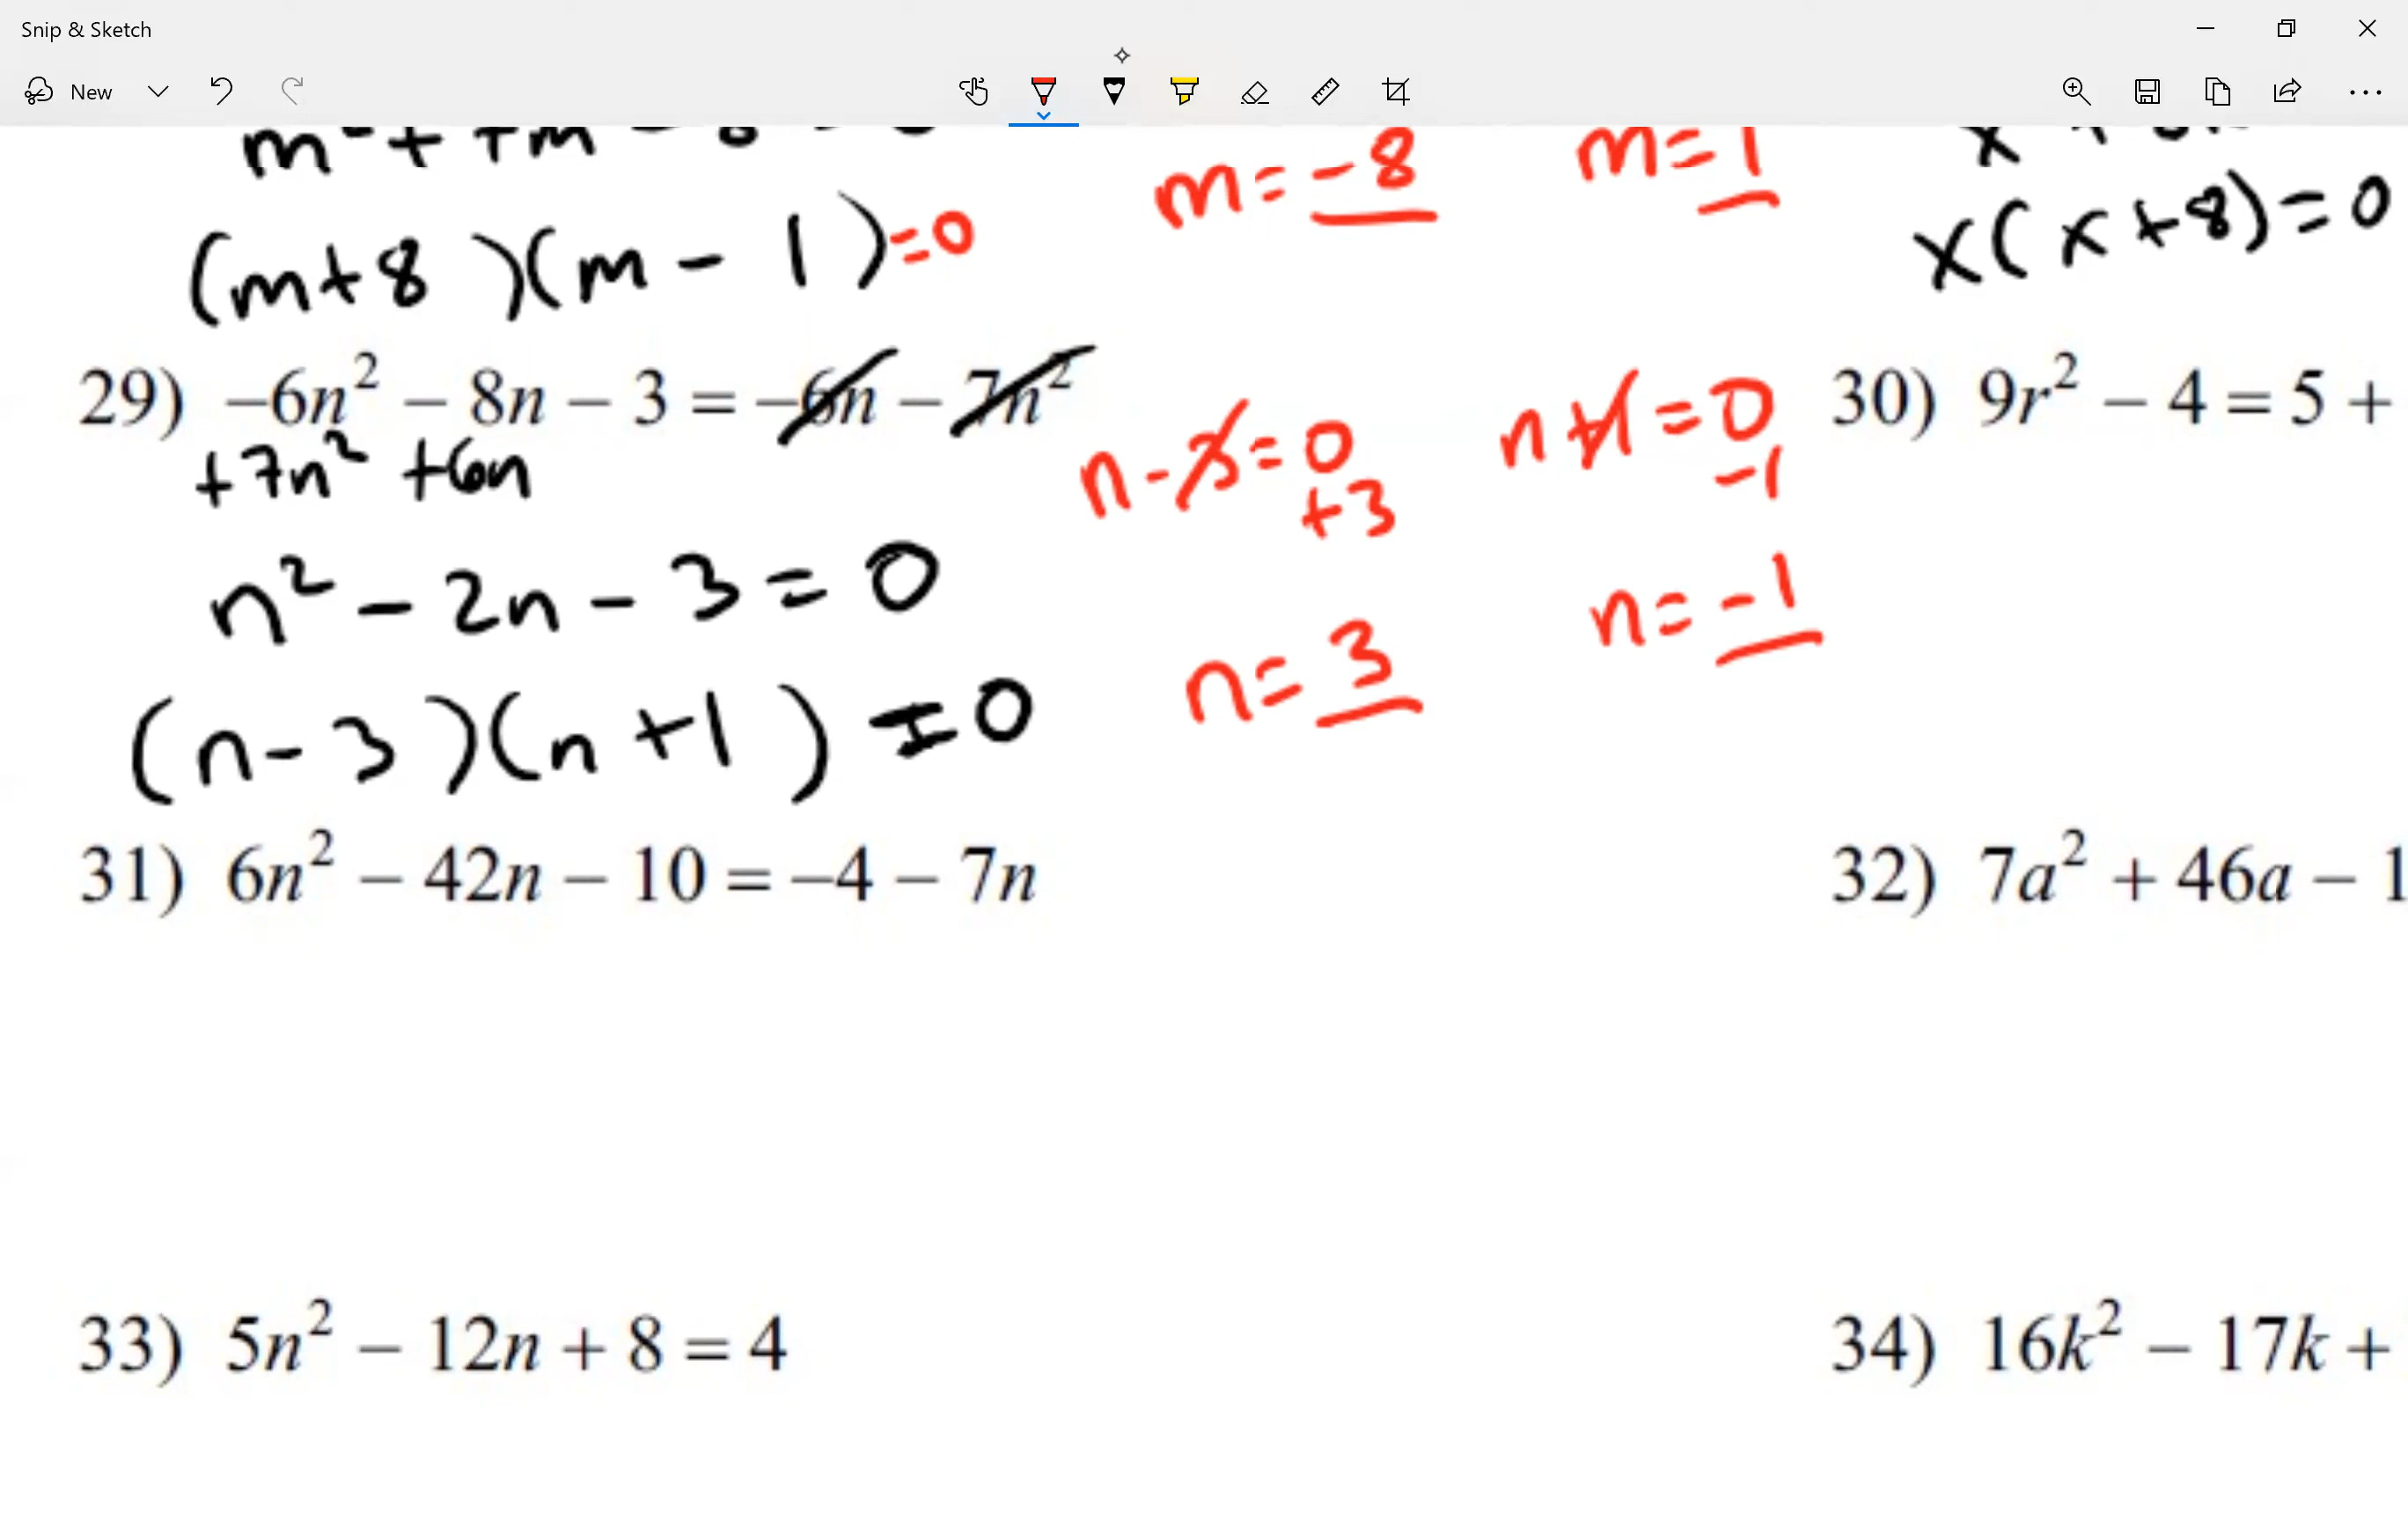 Snip & Sketch
New
m = -8
m = 1
(m+8)(m-1)=0
x(x+8)=0
29) –6n² – 8n – 3 = –6n – 7n²
+7n² +6n
n-3=0
+3
n+1=0
-1
30) 9r² – 4 = 5 +
n² - 2n - 3 = 0
n = 3
n = -1
(n-3)(n+1)=0
31) 6n² – 42n – 10 = –4 – 7n
32) 7a² + 46a – 1
33) 5n² – 12n + 8 = 4
34) 16k² – 17k +